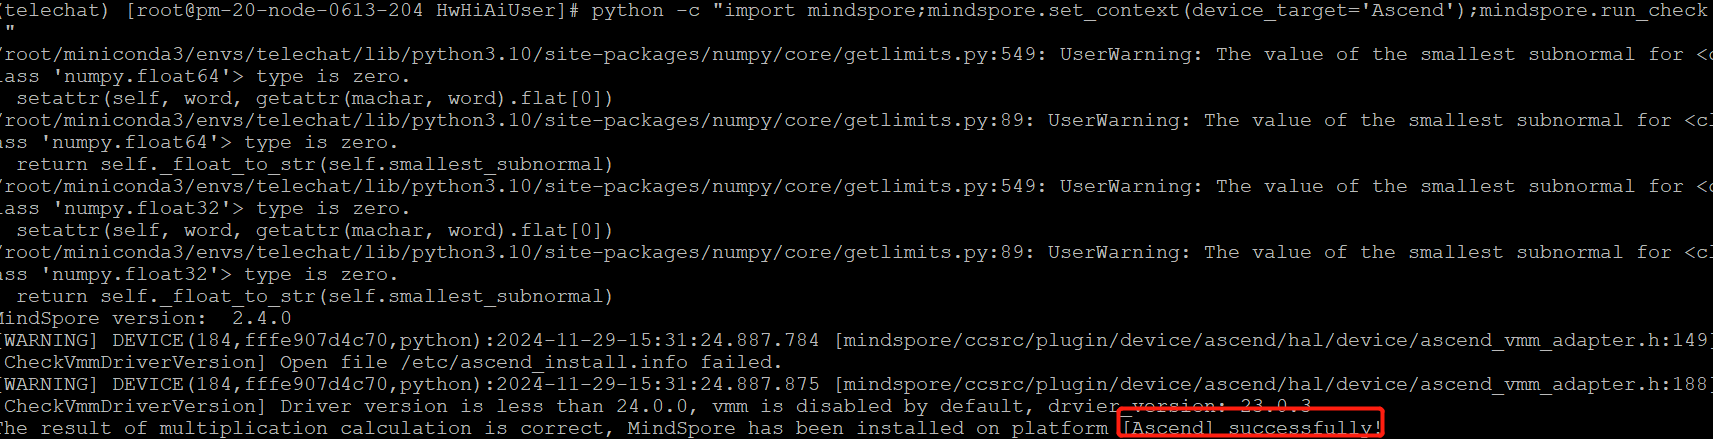 (telechat) [root@pm-20-node-0613-204 HwHiAiUser]# python -c "import mindspore;mindspore.set_context(device_target='Ascend');mindspore.run_check
"
/root/miniconda3/envs/telechat/lib/python3.10/site-packages/numpy/core/getlimits.py:549: UserWarning: The value of the smallest subnormal for <c
lass 'numpy.float64'> type is zero.
setattr(self, word, getattr(machar, word).flat[0])
/root/miniconda3/envs/telechat/lib/python3.10/site-packages/numpy/core/getlimits.py:89: UserWarning: The value of the smallest subnormal for <cl
ass 'numpy.float64'> type is zero.
return self._float_to_str(self.smallest_subnormal)
/root/miniconda3/envs/telechat/lib/python3.10/site-packages/numpy/core/getlimits.py:549: UserWarning: The value of the smallest subnormal for <c
lass 'numpy.float32'> type is zero.
setattr(self, word, getattr(machar, word).flat[0])
/root/miniconda3/envs/telechat/lib/python3.10/site-packages/numpy/core/getlimits.py:89: UserWarning: The value of the smallest subnormal for <cl
ass 'numpy.float32'> type is zero.
return self._float_to_str(self.smallest_subnormal)
MindSpore version:  2.4.0
[WARNING] DEVICE(184,fffe907d4c70,python):2024-11-29-15:31:24.887.784 [mindspore/ccsrc/plugin/device/ascend/hal/device/ascend_vmm_adapter.h:149]
[CheckVmmDriverVersion] Open file /etc/ascend_install.info failed.
[WARNING] DEVICE(184,fffe907d4c70,python):2024-11-29-15:31:24.887.875 [mindspore/ccsrc/plugin/device/ascend/hal/device/ascend_vmm_adapter.h:188]
[CheckVmmDriverVersion] Driver version is less than 24.0.0, vmm is disabled by default, drvier_version: 23.0.3
The result of multiplication calculation is correct, MindSpore has been installed on platform [Ascend] successfully!